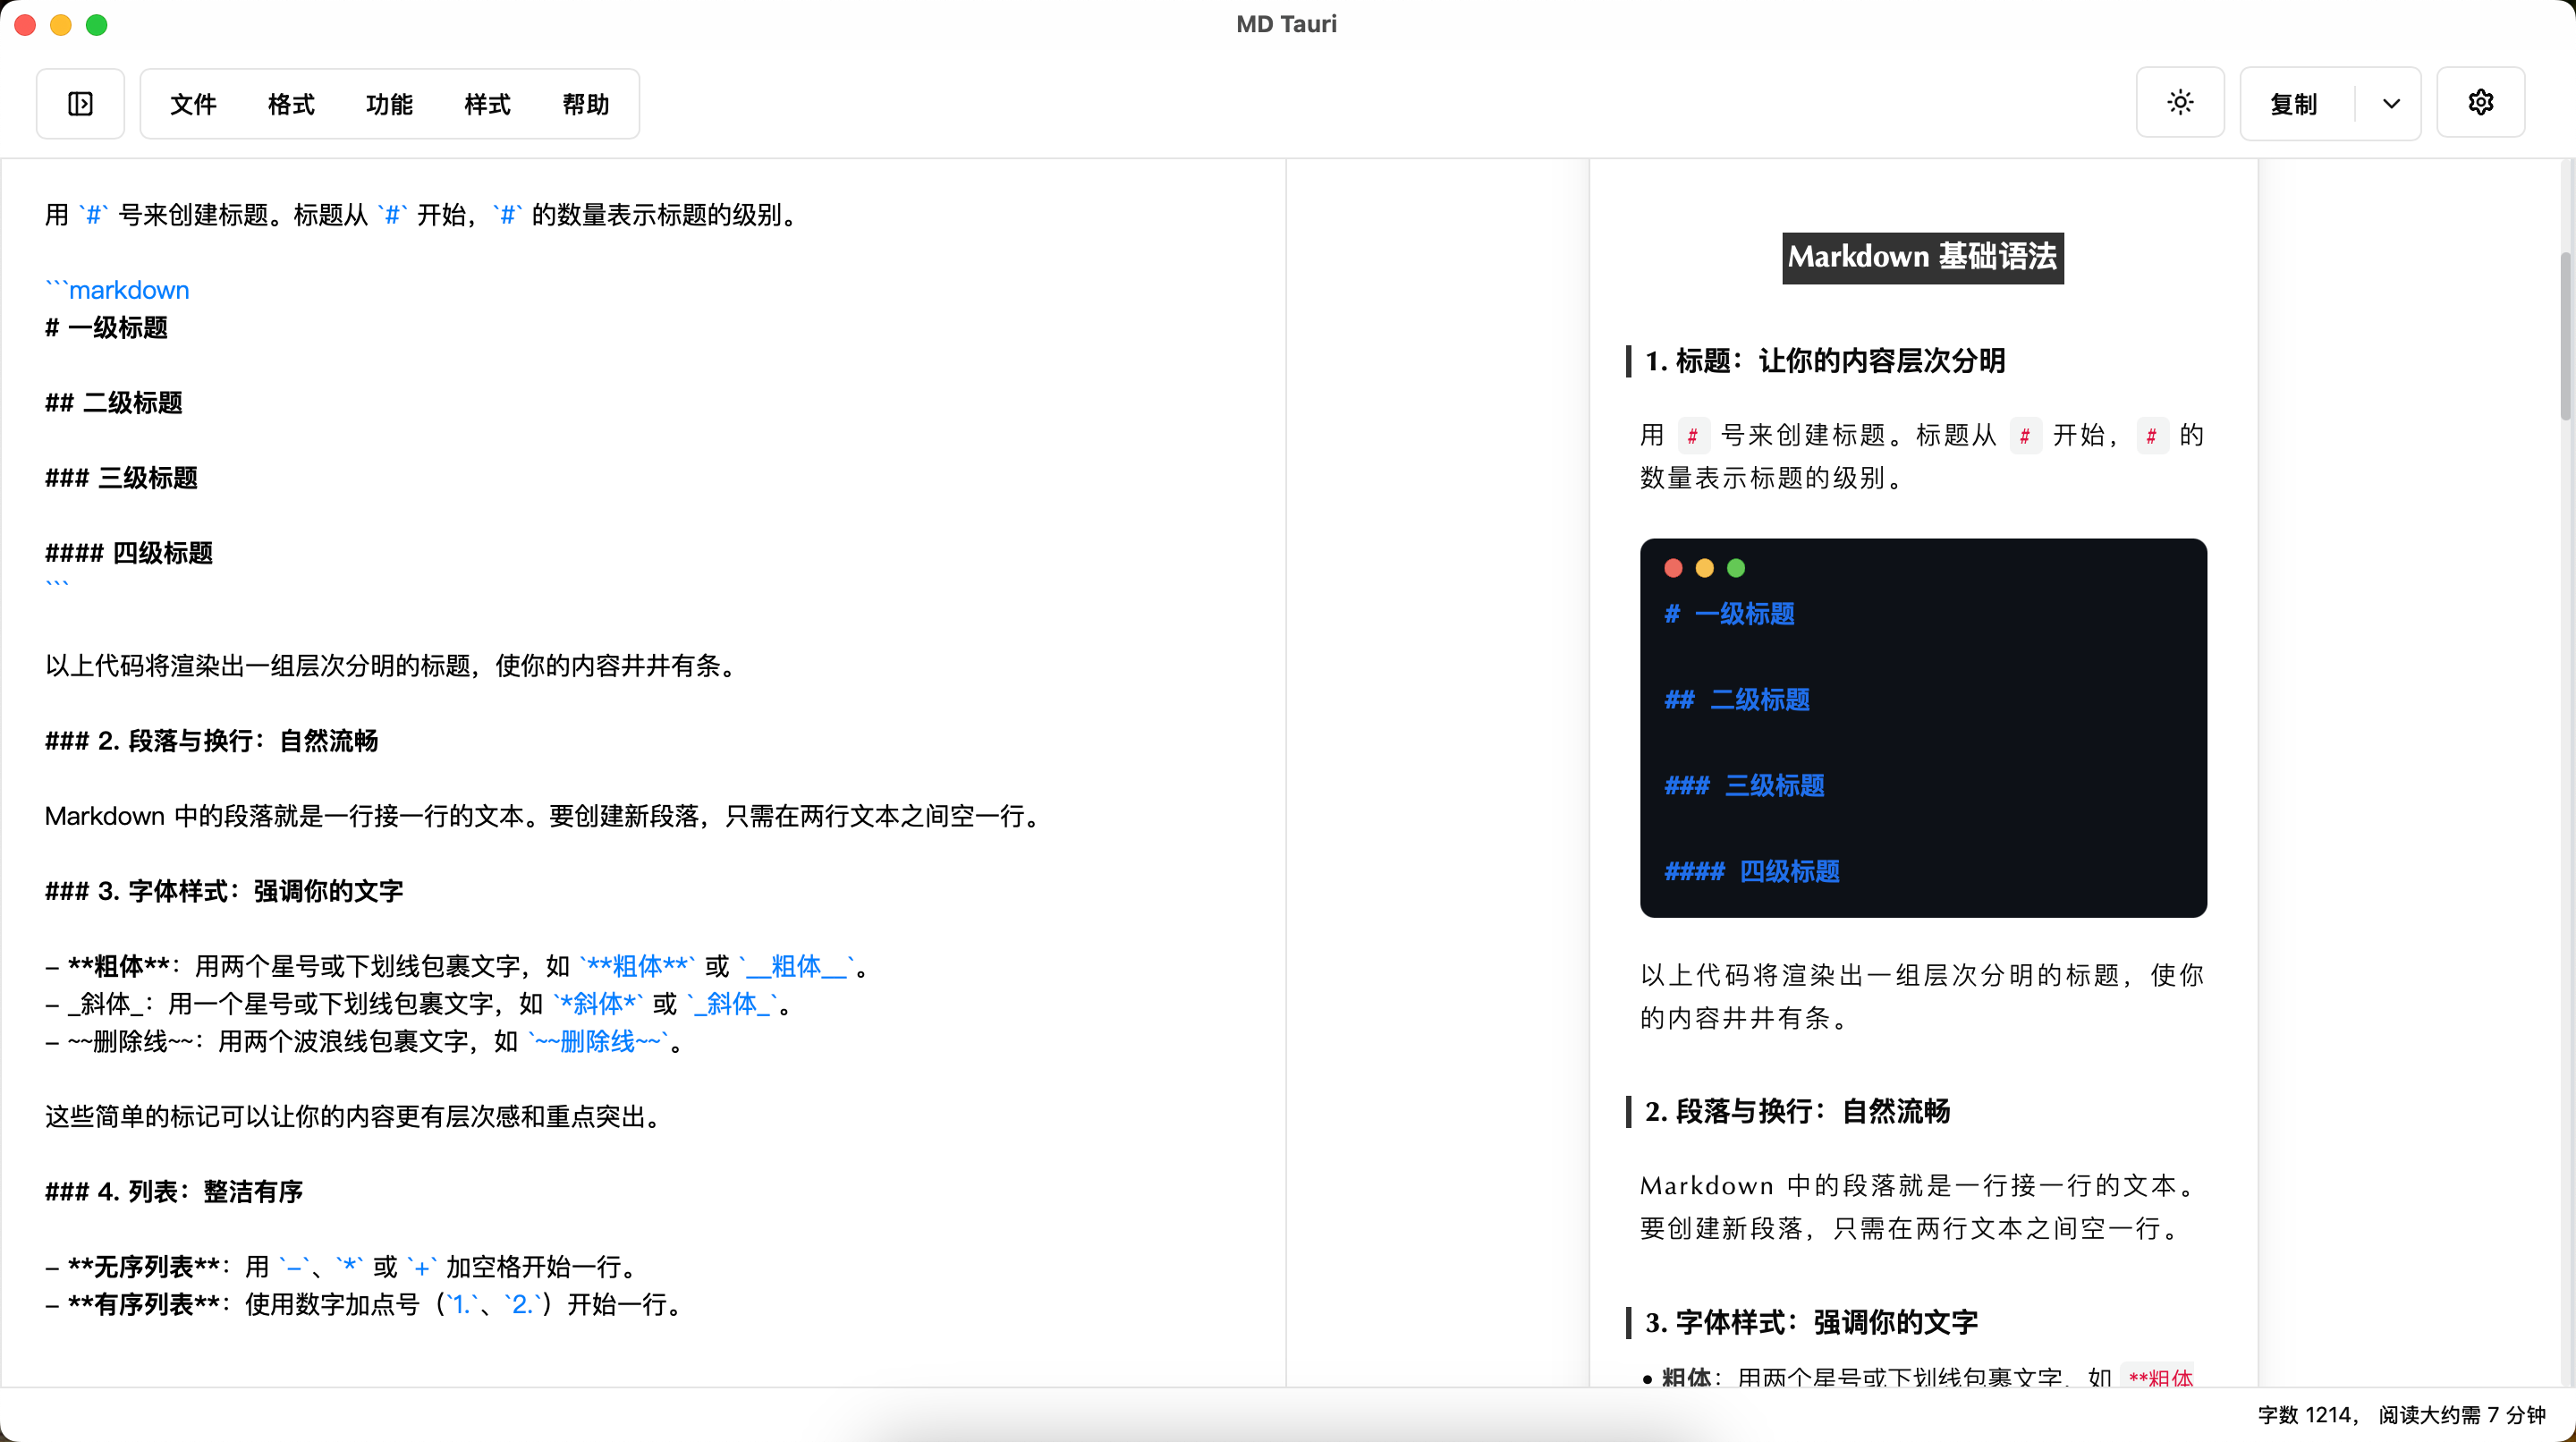 MD Tauri
文件 格式 功能 样式 帮助
复制
用 `#` 号来创建标题。标题从 `#` 开始，`#` 的数量表示标题的级别。
```markdown
# 一级标题
## 二级标题
### 三级标题
#### 四级标题
```
以上代码将渲染出一组层次分明的标题，使你的内容井井有条。
### 2. 段落与换行：自然流畅
Markdown 中的段落就是一行接一行的文本。要创建新段落，只需在两行文本之间空一行。
### 3. 字体样式：强调你的文字
- **粗体**：用两个星号或下划线包裹文字，如 `**粗体**` 或 `__粗体__`。
- _斜体_：用一个星号或下划线包裹文字，如 `*斜体*` 或 `_斜体_`。
- ~~删除线~~：用两个波浪线包裹文字，如 `~~删除线~~`。
这些简单的标记可以让你的内容更有层次感和重点突出。
### 4. 列表：整洁有序
- **无序列表**：用 `-`、`*` 或 `+` 加空格开始一行。
- **有序列表**：使用数字加点号（`1.`、`2.`）开始一行。
Markdown 基础语法
1. 标题：让你的内容层次分明
用 # 号来创建标题。标题从 # 开始，# 的
数量表示标题的级别。
# 一级标题
## 二级标题
### 三级标题
#### 四级标题
以上代码将渲染出一组层次分明的标题，使你
的内容井井有条。
2. 段落与换行：自然流畅
Markdown 中的段落就是一行接一行的文本。
要创建新段落，只需在两行文本之间空一行。
3. 字体样式：强调你的文字
• 粗体：用两个星号或下划线包裹文字，如 **粗体
字数 1214， 阅读大约需 7 分钟